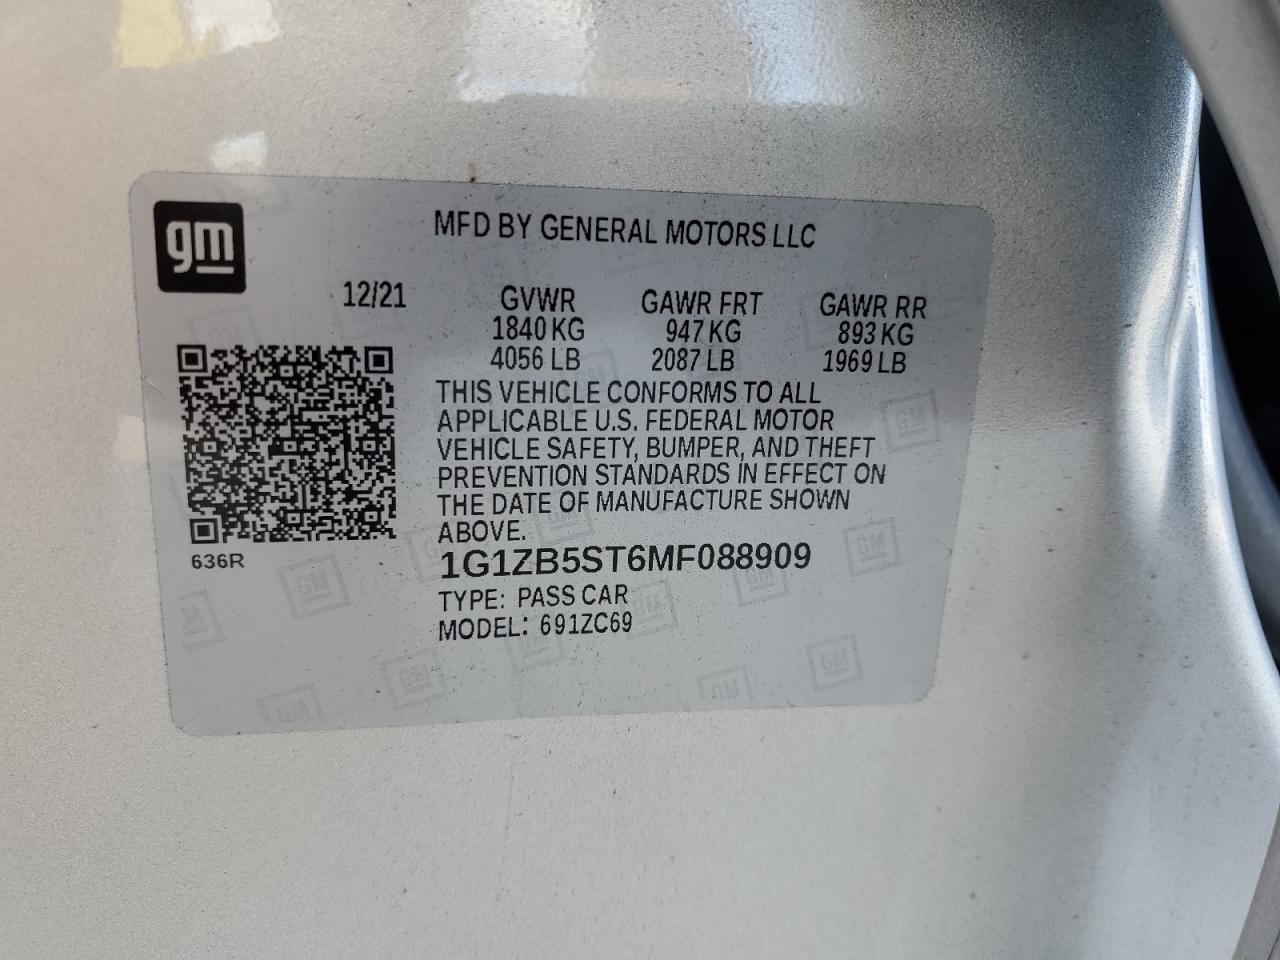 gm
MFD BY GENERAL MOTORS LLC
12/21 GVWR GAWR FRT GAWR RR
1840 KG 947 KG 893 KG
4056 LB 2087 LB 1969 LB
THIS VEHICLE CONFORMS TO ALL
APPLICABLE U.S. FEDERAL MOTOR
VEHICLE SAFETY, BUMPER, AND THEFT
PREVENTION STANDARDS IN EFFECT ON
THE DATE OF MANUFACTURE SHOWN
ABOVE.
636R
1G1ZB5ST6MF088909
TYPE: PASS CAR
MODEL: 691ZC69